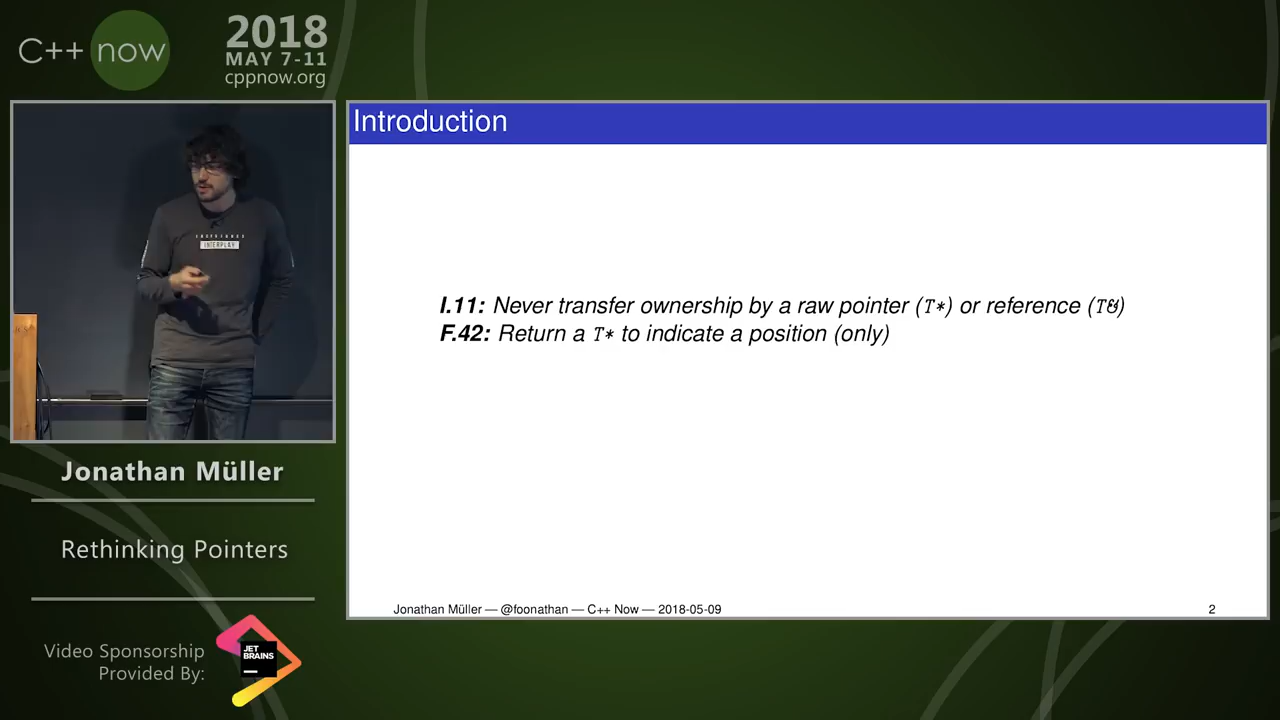 C++ now
2018
MAY 7-11
cppnow.org
Introduction
INTERPLAY
I.11: Never transfer ownership by a raw pointer (T*) or reference (T&)
F.42: Return a T* to indicate a position (only)
Jonathan Müller
Rethinking Pointers
Video Sponsorship
Provided By:
JET
BRAINS
Jonathan Müller — @foonathan — C++ Now — 2018-05-09
2